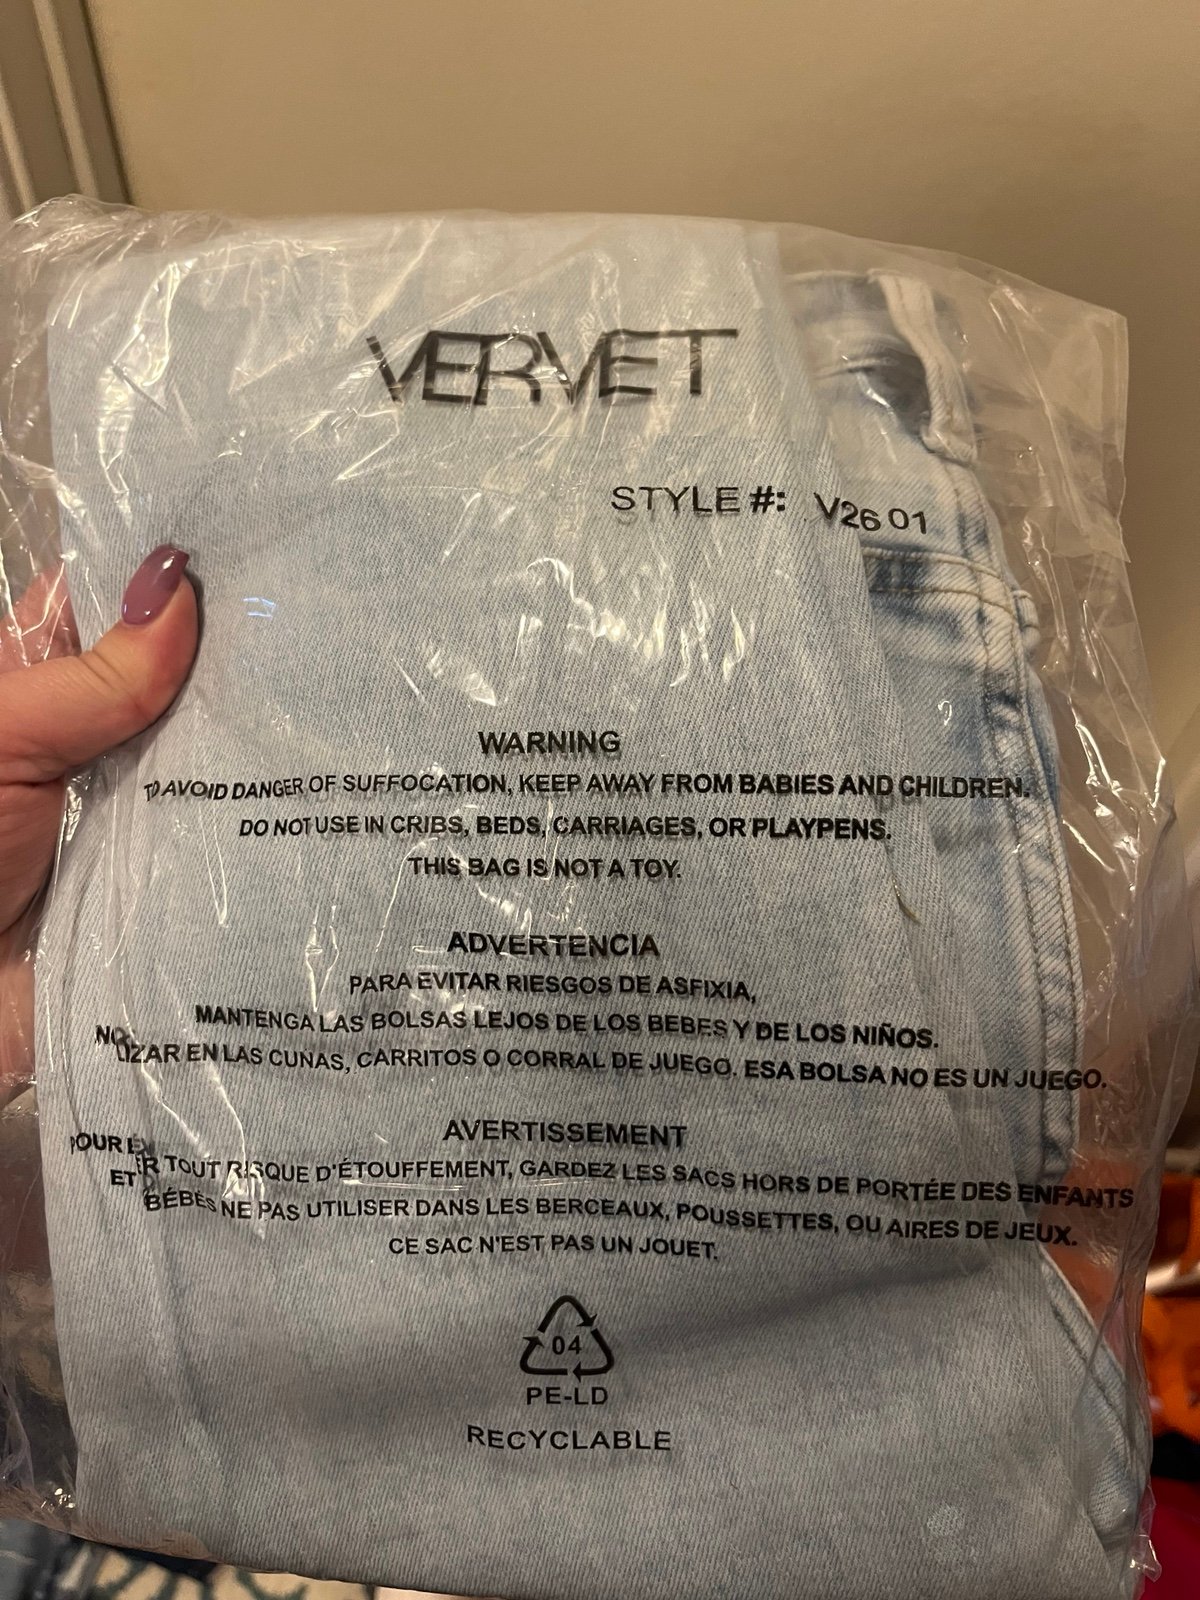 VERVET
STYLE #: V2601
WARNING
TO AVOID DANGER OF SUFFOCATION, KEEP AWAY FROM BABIES AND CHILDREN.
DO NOT USE IN CRIBS, BEDS, CARRIAGES, OR PLAYPENS.
THIS BAG IS NOT A TOY.
ADVERTENCIA
PARA EVITAR RIESGOS DE ASFIXIA,
MANTENGA LAS BOLSAS LEJOS DE LOS BEBES Y DE LOS NIÑOS.
EN LAS CUNAS, CARRITOS O CORRAL DE JUEGO. ESA BOLSA NO ES UN JUEGO.
AVERTISSEMENT
POUR TOUT RISQUE D'ÉTOUFFEMENT, GARDEZ LES SACS HORS DE PORTÉE DES ENFANTS
ET BÉBÉS NE PAS UTILISER DANS LES BERCEAUX, POUSSETTES, OU AIRES DE JEUX.
CE SAC N'EST PAS UN JOUET.
04
PE-LD
RECYCLABLE